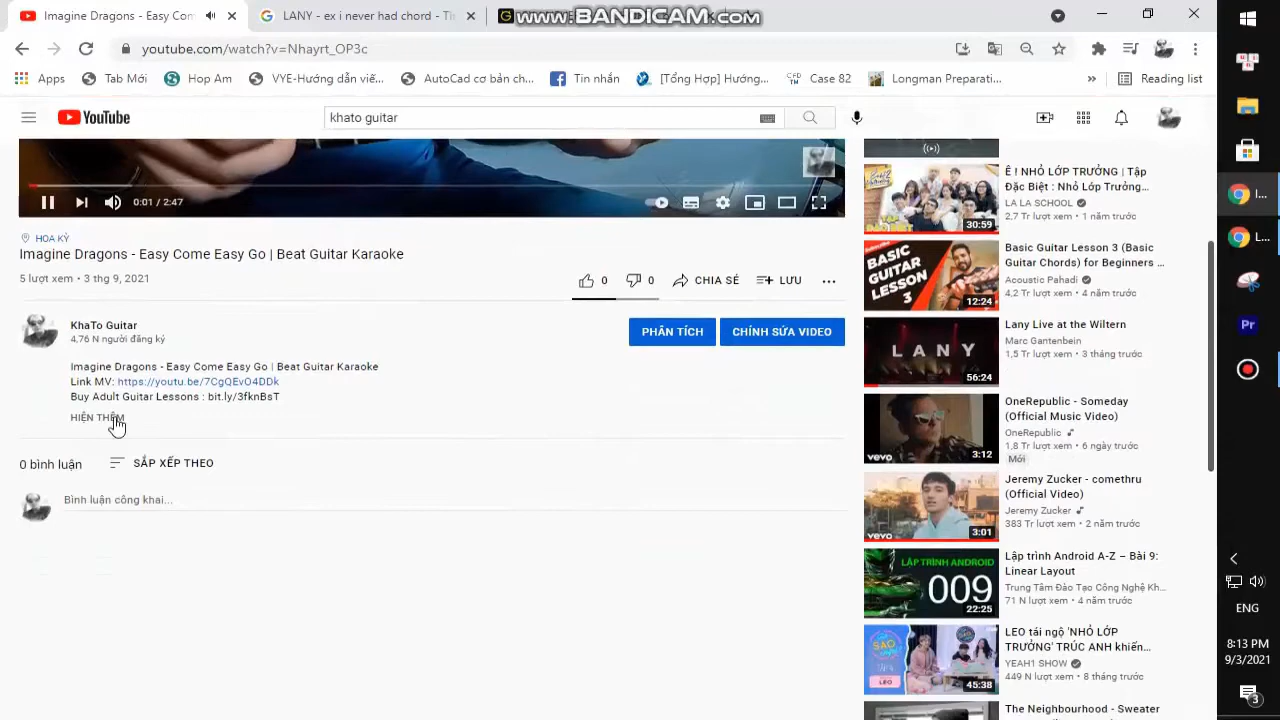 Imagine Dragons - Easy Com
LANY - ex i never had chord - Th
www.BANDICAM.com
youtube.com/watch?v=Nhayrt_OP3c
Apps
Tab Mới
Hop Am
VYE-Hướng dẫn viế...
AutoCad cơ bản ch...
Tin nhắn
[Tổng Hợp] Hướng...
Case 82
Longman Preparati...
»
Reading list
YouTube
khato guitar
0:01 / 2:47
HOA KỲ
Imagine Dragons - Easy Come Easy Go | Beat Guitar Karaoke
5 lượt xem • 3 thg 9, 2021
0
0
CHIA SẺ
LƯU
KhaTo Guitar
4,76 N người đăng ký
PHÂN TÍCH
CHỈNH SỬA VIDEO
Imagine Dragons - Easy Come Easy Go | Beat Guitar Karaoke
Link MV: https://youtu.be/7CgQEvO4DDk
Buy Adult Guitar Lessons : bit.ly/3fknBsT
HIỆN THÊM
0 bình luận
SẮP XẾP THEO
Bình luận công khai...
30:59
Ê ! NHỎ LỚP TRƯỞNG | Tập
Đặc Biệt : Nhỏ Lớp Trưởng...
LA LA SCHOOL
2,7 Tr lượt xem • 1 năm trước
BASIC
GUITAR
LESSON
3
12:24
Basic Guitar Lesson 3 (Basic
Guitar Chords) for Beginners ...
Acoustic Pahadi
4,2 Tr lượt xem • 4 năm trước
LANY
56:24
Lany Live at the Wiltern
Marc Gantenbein
1,5 Tr lượt xem • 3 tháng trước
vevo
3:12
OneRepublic - Someday
(Official Music Video)
OneRepublic
1,8 Tr lượt xem • 6 ngày trước
Mới
vevo
3:01
Jeremy Zucker - comethru
(Official Video)
Jeremy Zucker
383 Tr lượt xem • 2 năm trước
LẬP TRÌNH ANDROID
009
22:25
Lập trình Android A-Z – Bài 9:
Linear Layout
Trung Tâm Đào Tạo Công Nghệ Kh...
71 N lượt xem • 4 năm trước
SAO
LEO
45:38
LEO tái ngộ 'NHỎ LỚP
TRƯỞNG' TRÚC ANH khiến...
YEAH1 SHOW
449 N lượt xem • 8 tháng trước
The Neighbourhood - Sweater
I...
L...
Pr
ENG
8:13 PM
9/3/2021
3